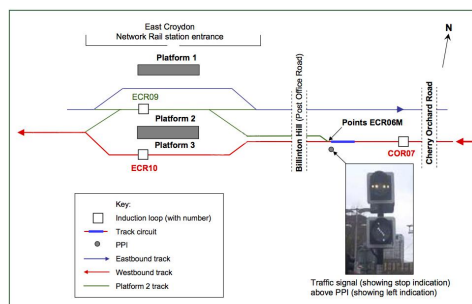 East Croydon
Network Rail station entrance
Platform 1
ECR09
Platform 2
Platform 3
ECR10
Billinton Hill (Post Office Road)
Points ECR06M
COR07
Cherry Orchard Road
N
Key:
Induction loop (with number)
Track circuit
PPI
Eastbound track
Westbound track
Platform 2 track
Traffic signal (showing stop indication)
above PPI (showing left indication)